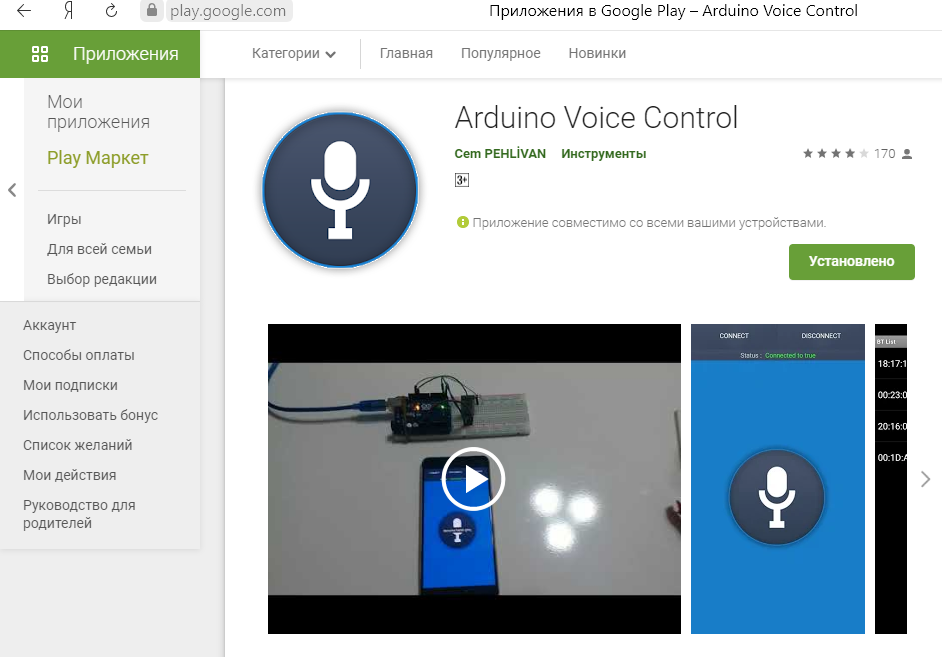 Я
play.google.com
Приложения в Google Play – Arduino Voice Control
Приложения
Категории
Главная
Популярное
Новинки
Мои
приложения
Play Маркет
Игры
Для всей семьи
Выбор редакции
Аккаунт
Способы оплаты
Мои подписки
Использовать бонус
Список желаний
Мои действия
Руководство для
родителей
Arduino Voice Control
Cem PEHLİVAN
Инструменты
170
3+
Приложение совместимо со всеми вашими устройствами.
Установлено
CONNECT
DISCONNECT
Status : Connected to true
BT List
18:17:1
00:23:0
20:16:0
00:1D:A